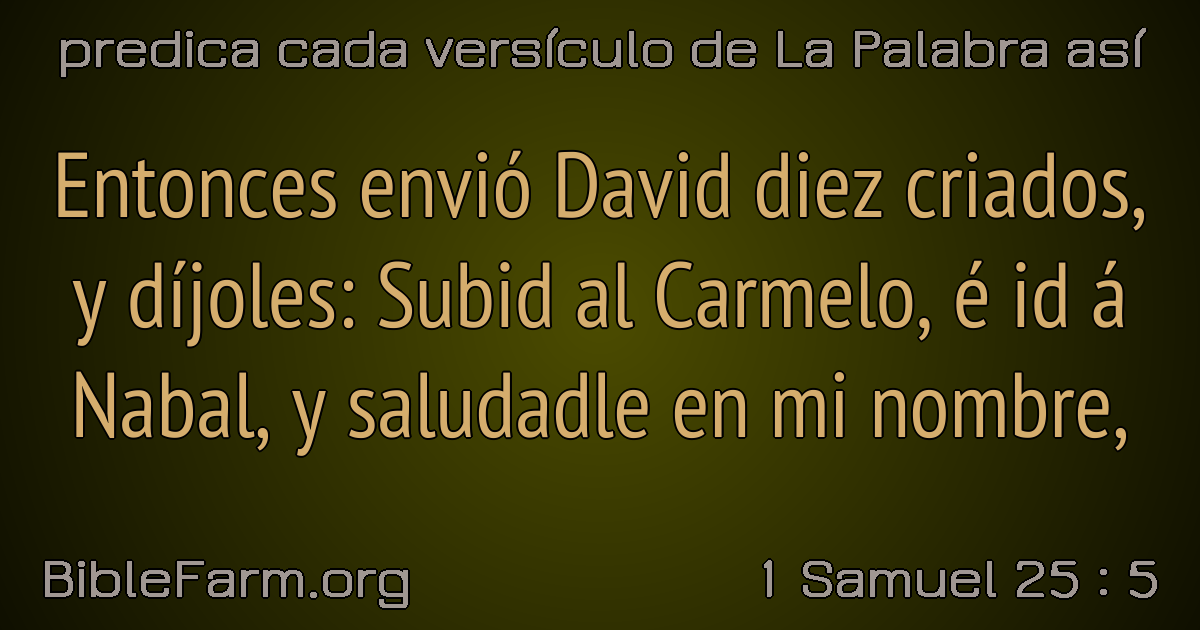 predica cada versículo de La Palabra así
Entonces envió David diez criados,
y díjoles: Subid al Carmelo, é id á
Nabal, y saludadle en mi nombre,
BibleFarm.org
1 Samuel 25 : 5